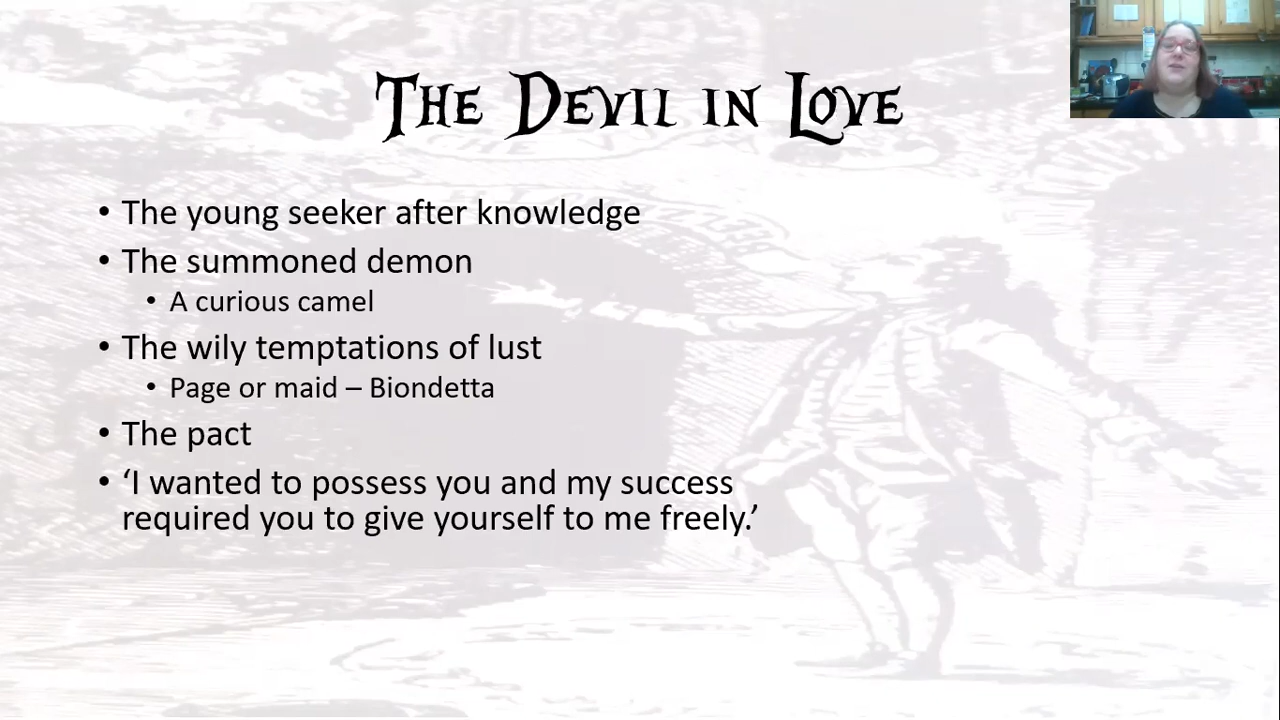 The Devil in Love
• The young seeker after knowledge
• The summoned demon
• A curious camel
• The wily temptations of lust
• Page or maid – Biondetta
• The pact
• ‘I wanted to possess you and my success
required you to give yourself to me freely.’